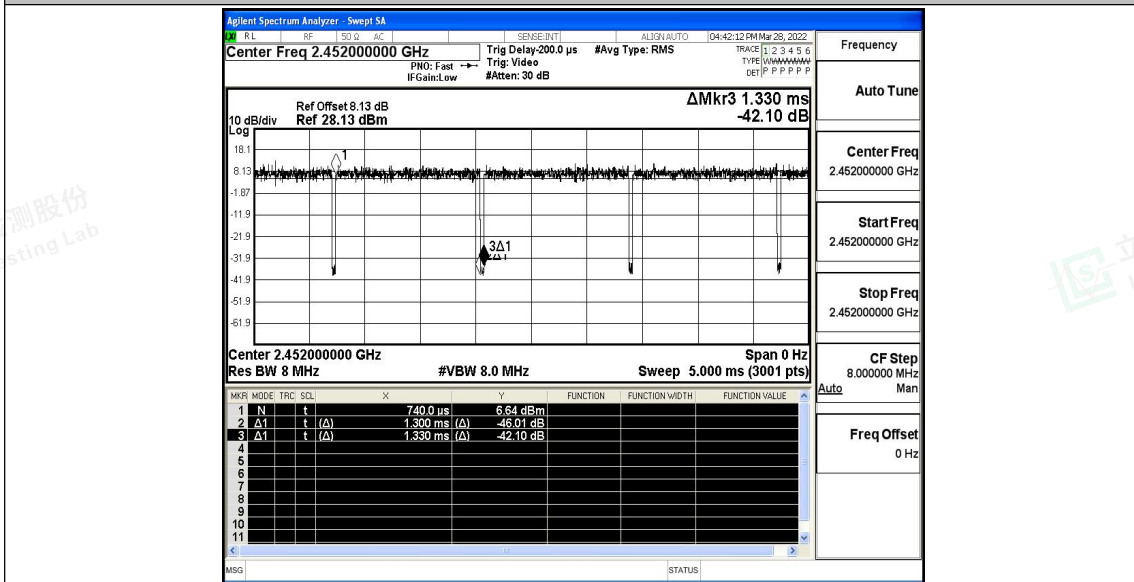 Agilent Spectrum Analyzer - Swept SA
LXI RL RF 50 Ω AC SENSE:INT ALIGN AUTO 04:42:12 PM Mar 28, 2022
Center Freq 2.452000000 GHz
PNO: Fast
IFGain:Low
Trig Delay-200.0 µs
Trig: Video
#Atten: 30 dB
#Avg Type: RMS
TRACE 1 2 3 4 5 6
TYPE
DET P P P P P P
ΔMkr3 1.330 ms
-42.10 dB
Ref Offset 8.13 dB
10 dB/div Ref 28.13 dBm
Log
18.1
8.13
-1.87
-11.9
-21.9
-31.9
-41.9
-51.9
-61.9
1
3Δ1
Center 2.452000000 GHz Span 0 Hz
Res BW 8 MHz #VBW 8.0 MHz Sweep 5.000 ms (3001 pts)
MKR MODE TRC SCL X Y FUNCTION FUNCTION WIDTH FUNCTION VALUE
1 N t 740.0 µs 6.64 dBm
2 Δ1 t (Δ) 1.300 ms (Δ) -46.01 dB
3 Δ1 t (Δ) 1.330 ms (Δ) -42.10 dB
4
5
6
7
8
9
10
11
MSG STATUS
Frequency
Auto Tune
Center Freq
2.452000000 GHz
Start Freq
2.452000000 GHz
Stop Freq
2.452000000 GHz
CF Step
8.000000 MHz
Auto Man
Freq Offset
0 Hz
测股份
esting Lab
LCS
立